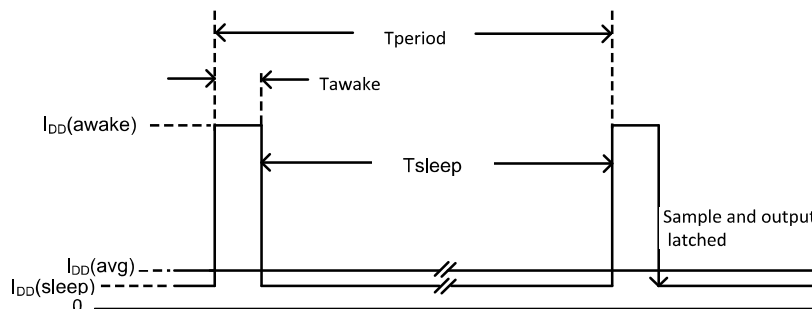 Tperiod
Tawake
IDD(awake)
Tsleep
Sample and output
latched
IDD(avg)
IDD(sleep)
0